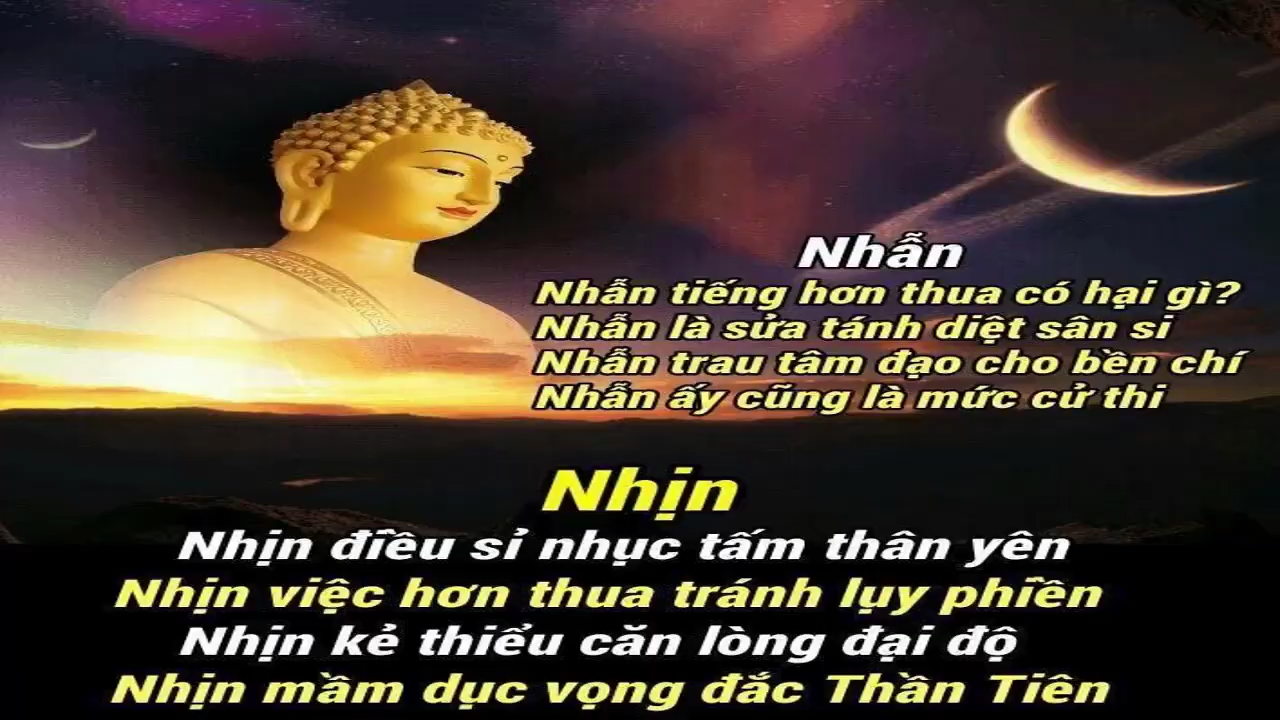 Nhẫn
Nhẫn tiếng hơn thua có hại gì?
Nhẫn là sửa tánh diệt sân si
Nhẫn trau tâm đạo cho bền chí
Nhẫn ấy cũng là mức cử thi
Nhịn
Nhịn điều sỉ nhục tấm thân yên
Nhịn việc hơn thua tránh lụy phiền
Nhịn kẻ thiểu căn lòng đại độ
Nhịn mầm dục vọng đắc Thần Tiên